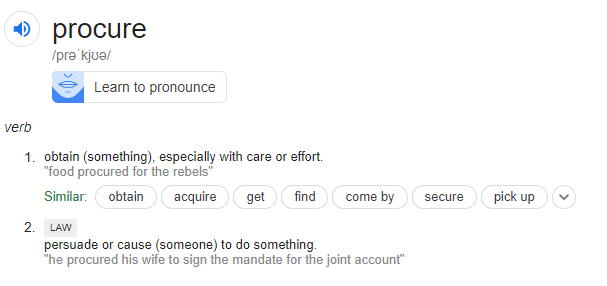 procure
/prəˈkjʊə/
Learn to pronounce
verb
1. obtain (something), especially with care or effort.
"food procured for the rebels"
Similar: obtain acquire get find come by secure pick up
2. LAW
persuade or cause (someone) to do something.
"he procured his wife to sign the mandate for the joint account"